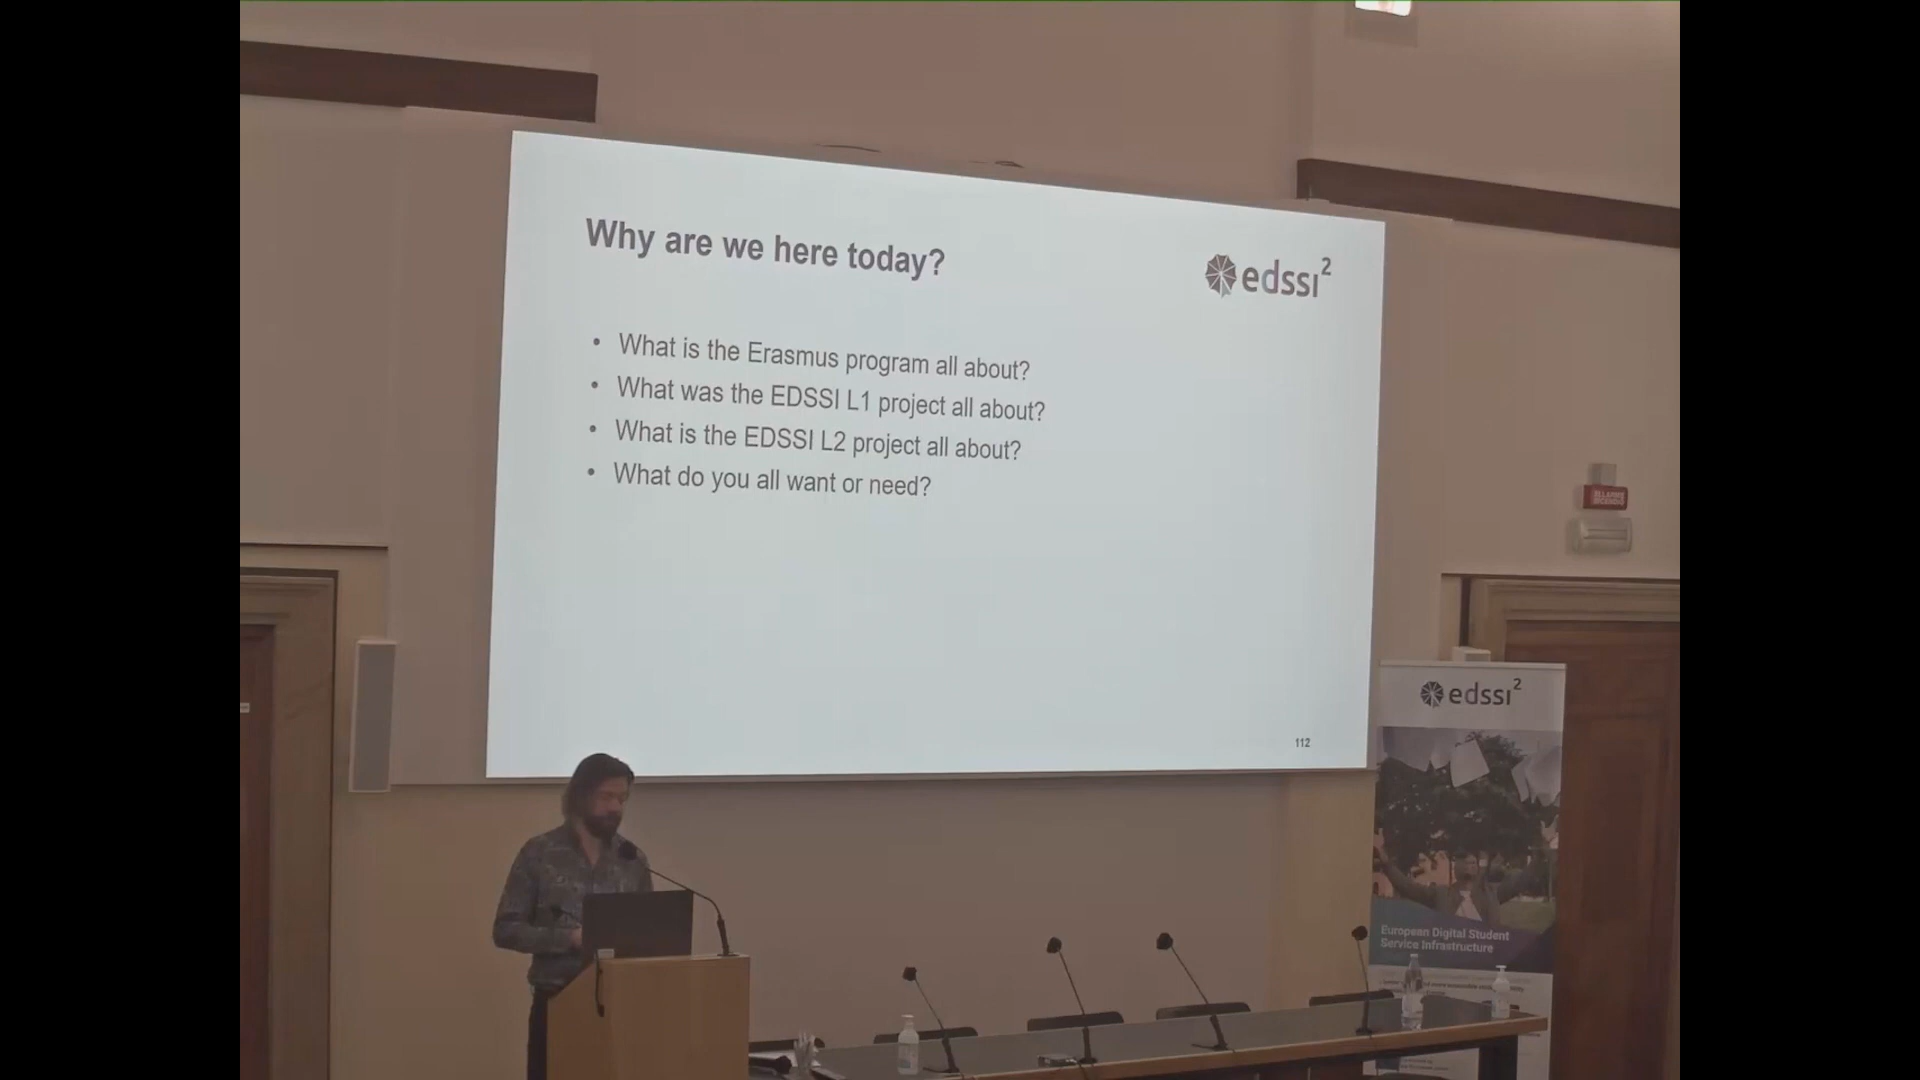 Why are we here today?
edssi²
• What is the Erasmus program all about?
• What was the EDSSI L1 project all about?
• What is the EDSSI L2 project all about?
• What do you all want or need?
112
ALLARME
INCENDIO
edssi²
European Digital Student
Service Infrastructure